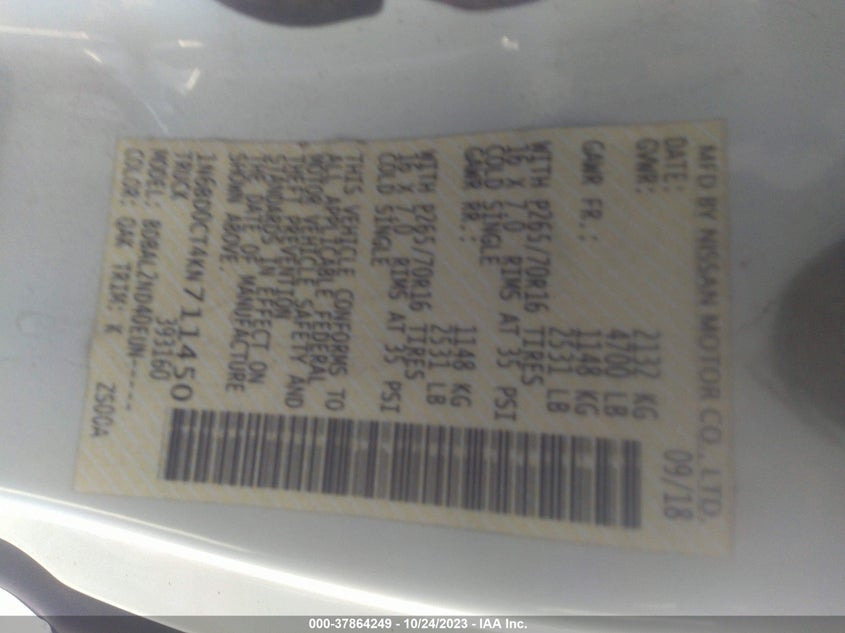 MFD BY NISSAN MOTOR CO., LTD.
DATE: 09/18
GVWR: 2132 KG
4700 LB
GAWR FR.: 1148 KG
2531 LB
WITH P265/70R16 TIRES
16 X 7.0 RIMS AT 35 PSI
COLD SINGLE
GAWR RR.: 1148 KG
2531 LB
WITH P265/70R16 TIRES
16 X 7.0 RIMS AT 35 PSI
COLD SINGLE
THIS VEHICLE CONFORMS TO
ALL APPLICABLE FEDERAL
MOTOR VEHICLE SAFETY AND
THEFT PREVENTION
STANDARDS IN EFFECT ON
THE DATE OF MANUFACTURE
SHOWN ABOVE.
1N6AD0CT4KN711450
TRUCK 393160
MODEL: BDBALZND4DEUN-----
COLOR: QAK TRIM: K ZS00A
000-37864249 - 10/24/2023 - IAA Inc.